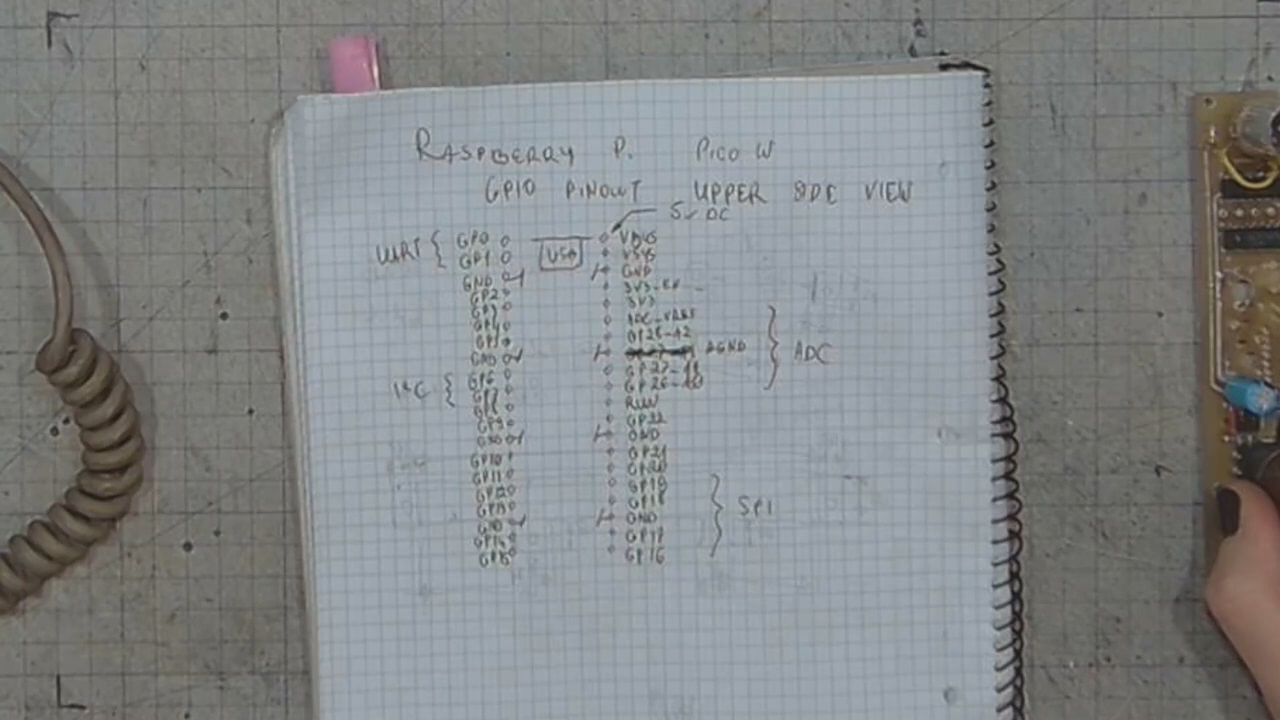 RASPBERRY P. PICO W
GPIO PINOUT UPPER SIDE VIEW
5V DC
UART { GP0 USB VBUS
GP1 VSYS
GND GND
GP2 3V3-EN
GP3 3V3
GP4 ADC-VREF
GP5 GP28-A2
GND AGND } ADC
GP6 GP27-A1
I²C { GP7 GP26-A0
GP8 RUN
GP9 GP22
GND GND
GP10 GP21
GP11 GP20
GP12 GP19
GP13 GP18 } SPI
GND GND
GP14 GP17
GP15 GP16